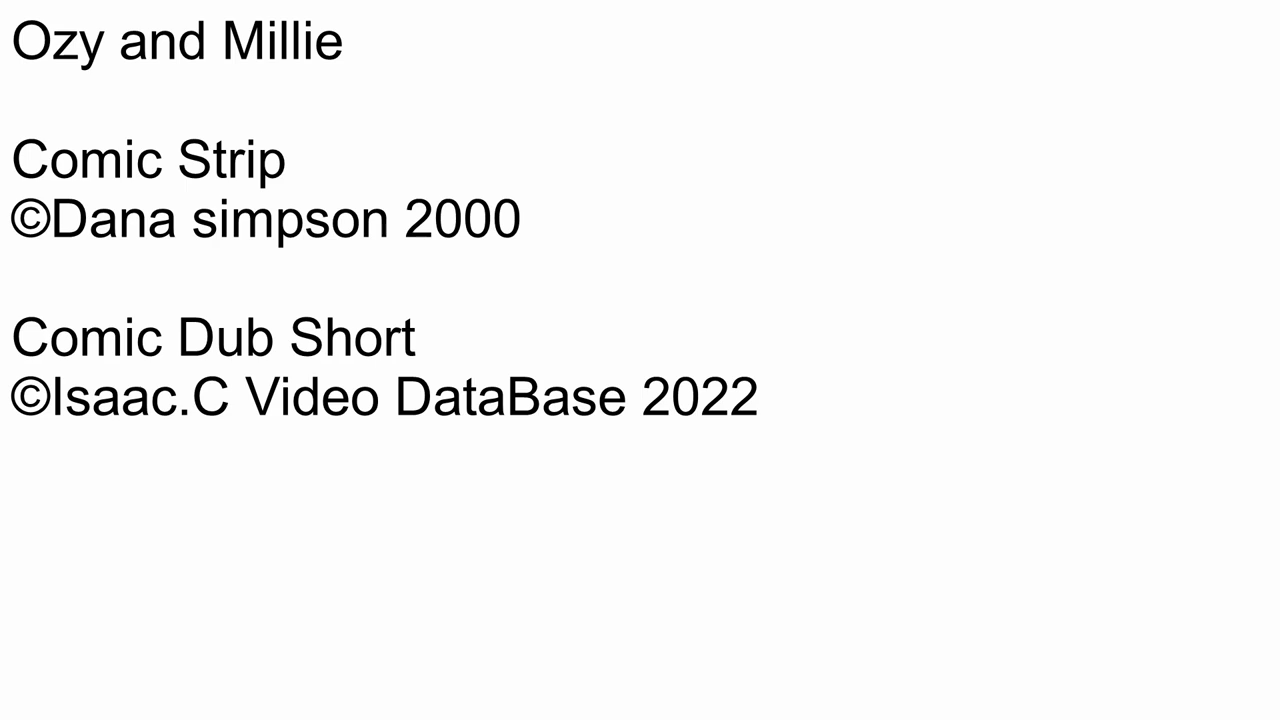 Ozy and Millie
Comic Strip
©Dana simpson 2000
Comic Dub Short
©Isaac.C Video DataBase 2022